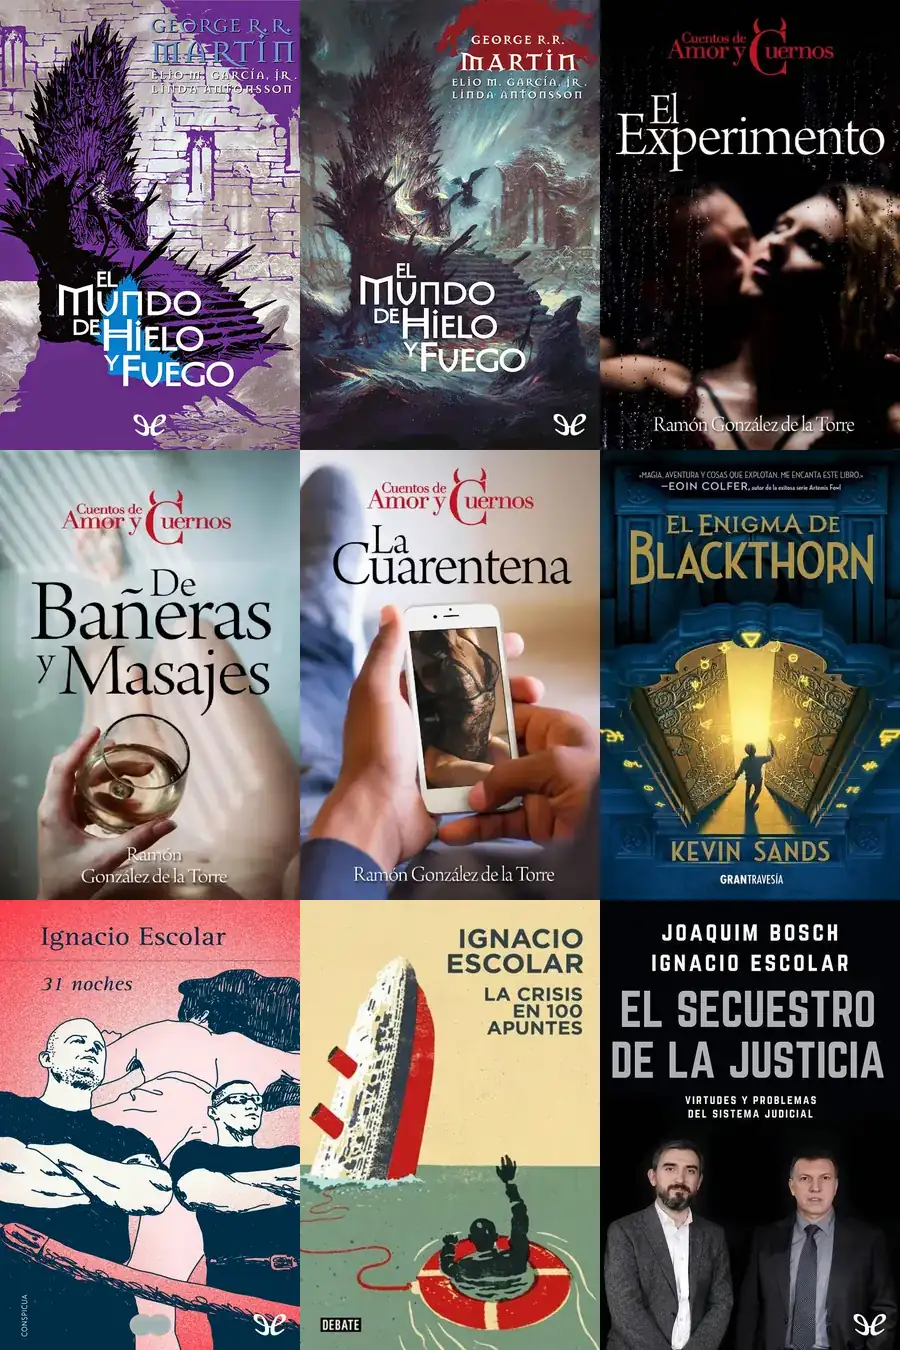 GEORGE R.R.
MARTIN
ELIO M. GARCÍA, JR.
LINDA ANTONSSON
EL
MUNDO
DE HIELO
Y FUEGO
GEORGE R.R.
MARTIN
ELIO M. GARCÍA, JR.
LINDA ANTONSSON
EL
MUNDO
DE HIELO
Y FUEGO
Cuentos de
Amor y Cuernos
El
Experimento
Ramón González de la Torre
Cuentos de
Amor y Cuernos
De
Bañeras
y Masajes
Ramón
González de la Torre
Cuentos de
Amor y Cuernos
La
Cuarentena
Ramón González de la Torre
«MAGIA, AVENTURA Y COSAS QUE EXPLOTAN. ME ENCANTA ESTE LIBRO.»
—EOIN COLFER, autor de la exitosa serie Artemis Fowl
EL ENIGMA DE
BLACKTHORN
KEVIN SANDS
GRANTRAVESÍA
Ignacio Escolar
31 noches
CONSPICUA
IGNACIO
ESCOLAR
LA CRISIS
EN 100
APUNTES
DEBATE
JOAQUIM BOSCH
IGNACIO ESCOLAR
EL SECUESTRO
DE LA JUSTICIA
VIRTUDES Y PROBLEMAS
DEL SISTEMA JUDICIAL